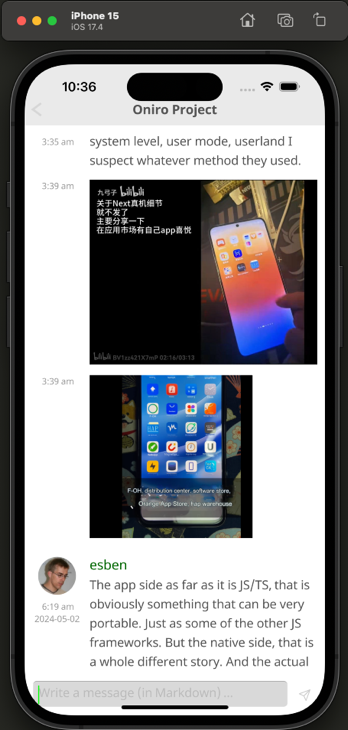 iPhone 15
iOS 17.4
10:36
Oniro Project
3:35 am
system level, user mode, userland I
suspect whatever method they used.
3:39 am
九弓子 bilibili
关于Next真机细节
就不发了
主要分享一下
在应用市场有自己app喜悦
bilibili BV1zz421X7mP 02:16/03:13
3:39 am
F-OH, distribution center, software store,
Orange App Store, hap warehouse
esben
6:19 am
2024-05-02
The app side as far as it is JS/TS, that is
obviously something that can be very
portable. Just as some of the other JS
frameworks. But the native side, that is
a whole different story. And the actual
Write a message (in Markdown) ...